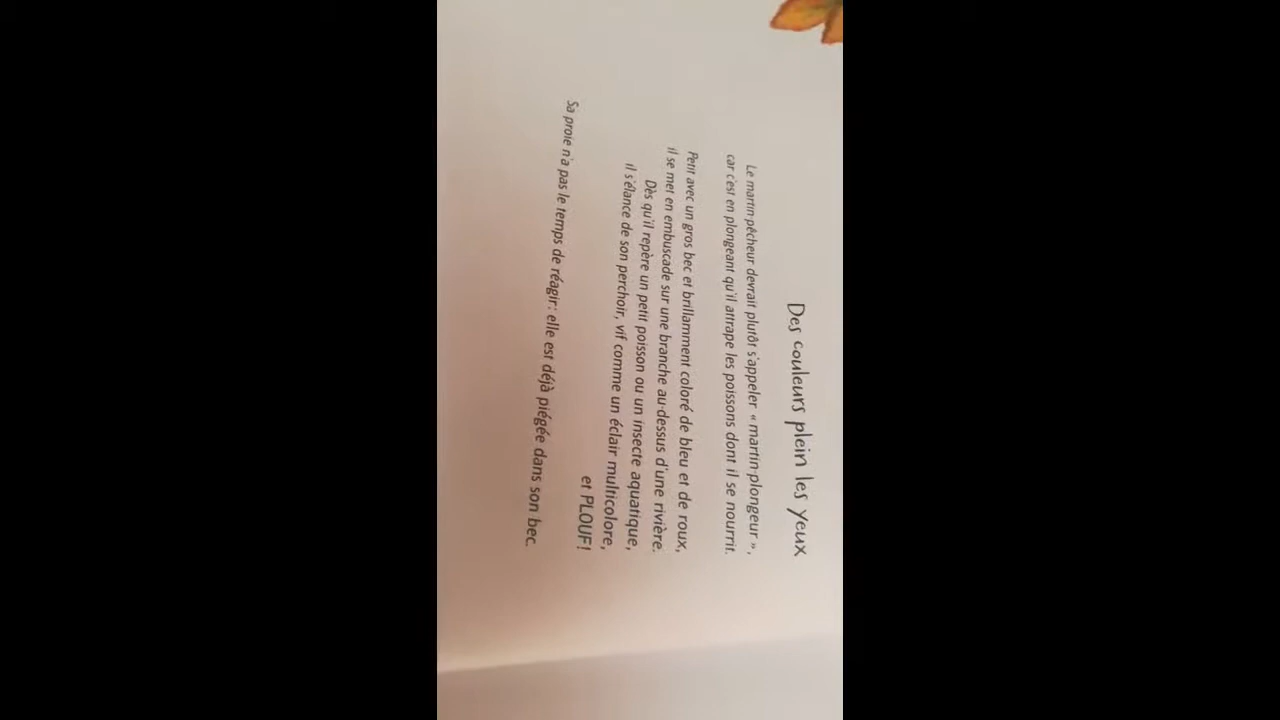 Des couleurs plein les yeux
Le martin-pêcheur devrait plutôt s'appeler « martin-plongeur »,
car c'est en plongeant qu'il attrape les poissons dont il se nourrit.
Petit avec un gros bec et brillamment coloré de bleu et de roux,
il se met en embuscade sur une branche au-dessus d'une rivière.
Dès qu'il repère un petit poisson ou un insecte aquatique,
il s'élance de son perchoir, vif comme un éclair multicolore,
et PLOUF!
Sa proie n'a pas le temps de réagir: elle est déjà piégée dans son bec.